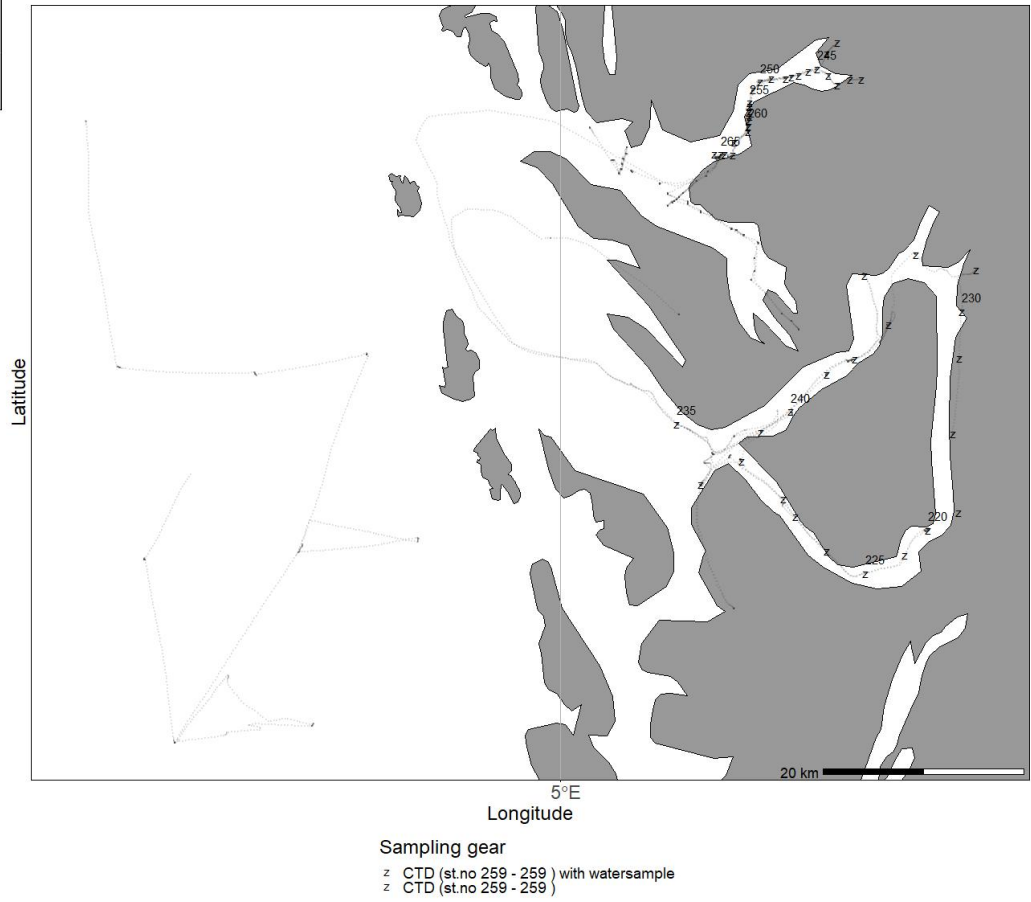 245
250
255
260
265
230
235
240
220
225
20 km
Latitude
5°E
Longitude
Sampling gear
z CTD (st.no 259 - 259 ) with watersample
z CTD (st.no 259 - 259 )